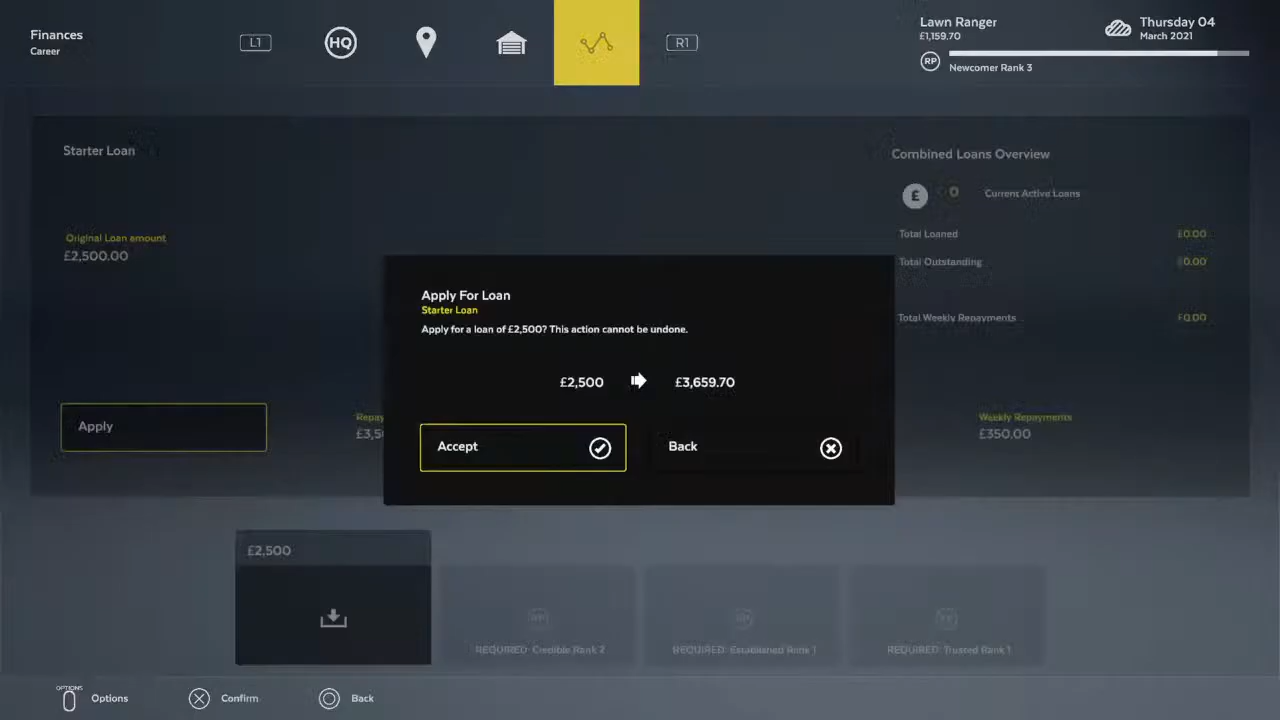 Finances
Career
L1
HQ
R1
Lawn Ranger
£1,159.70
Thursday 04
March 2021
RP
Newcomer Rank 3
Starter Loan
Original Loan amount
£2,500.00
Combined Loans Overview
£
0
Current Active Loans
Total Loaned
£0.00
Total Outstanding
£0.00
Total Weekly Repayments
£0.00
Apply For Loan
Starter Loan
Apply for a loan of £2,500? This action cannot be undone.
£2,500
£3,659.70
Accept
Back
Apply
Weekly Repayments
£350.00
£2,500
REQUIRED: Credible Rank 2
REQUIRED: Established Rank 1
REQUIRED: Trusted Rank 1
OPTIONS
Options
Confirm
Back